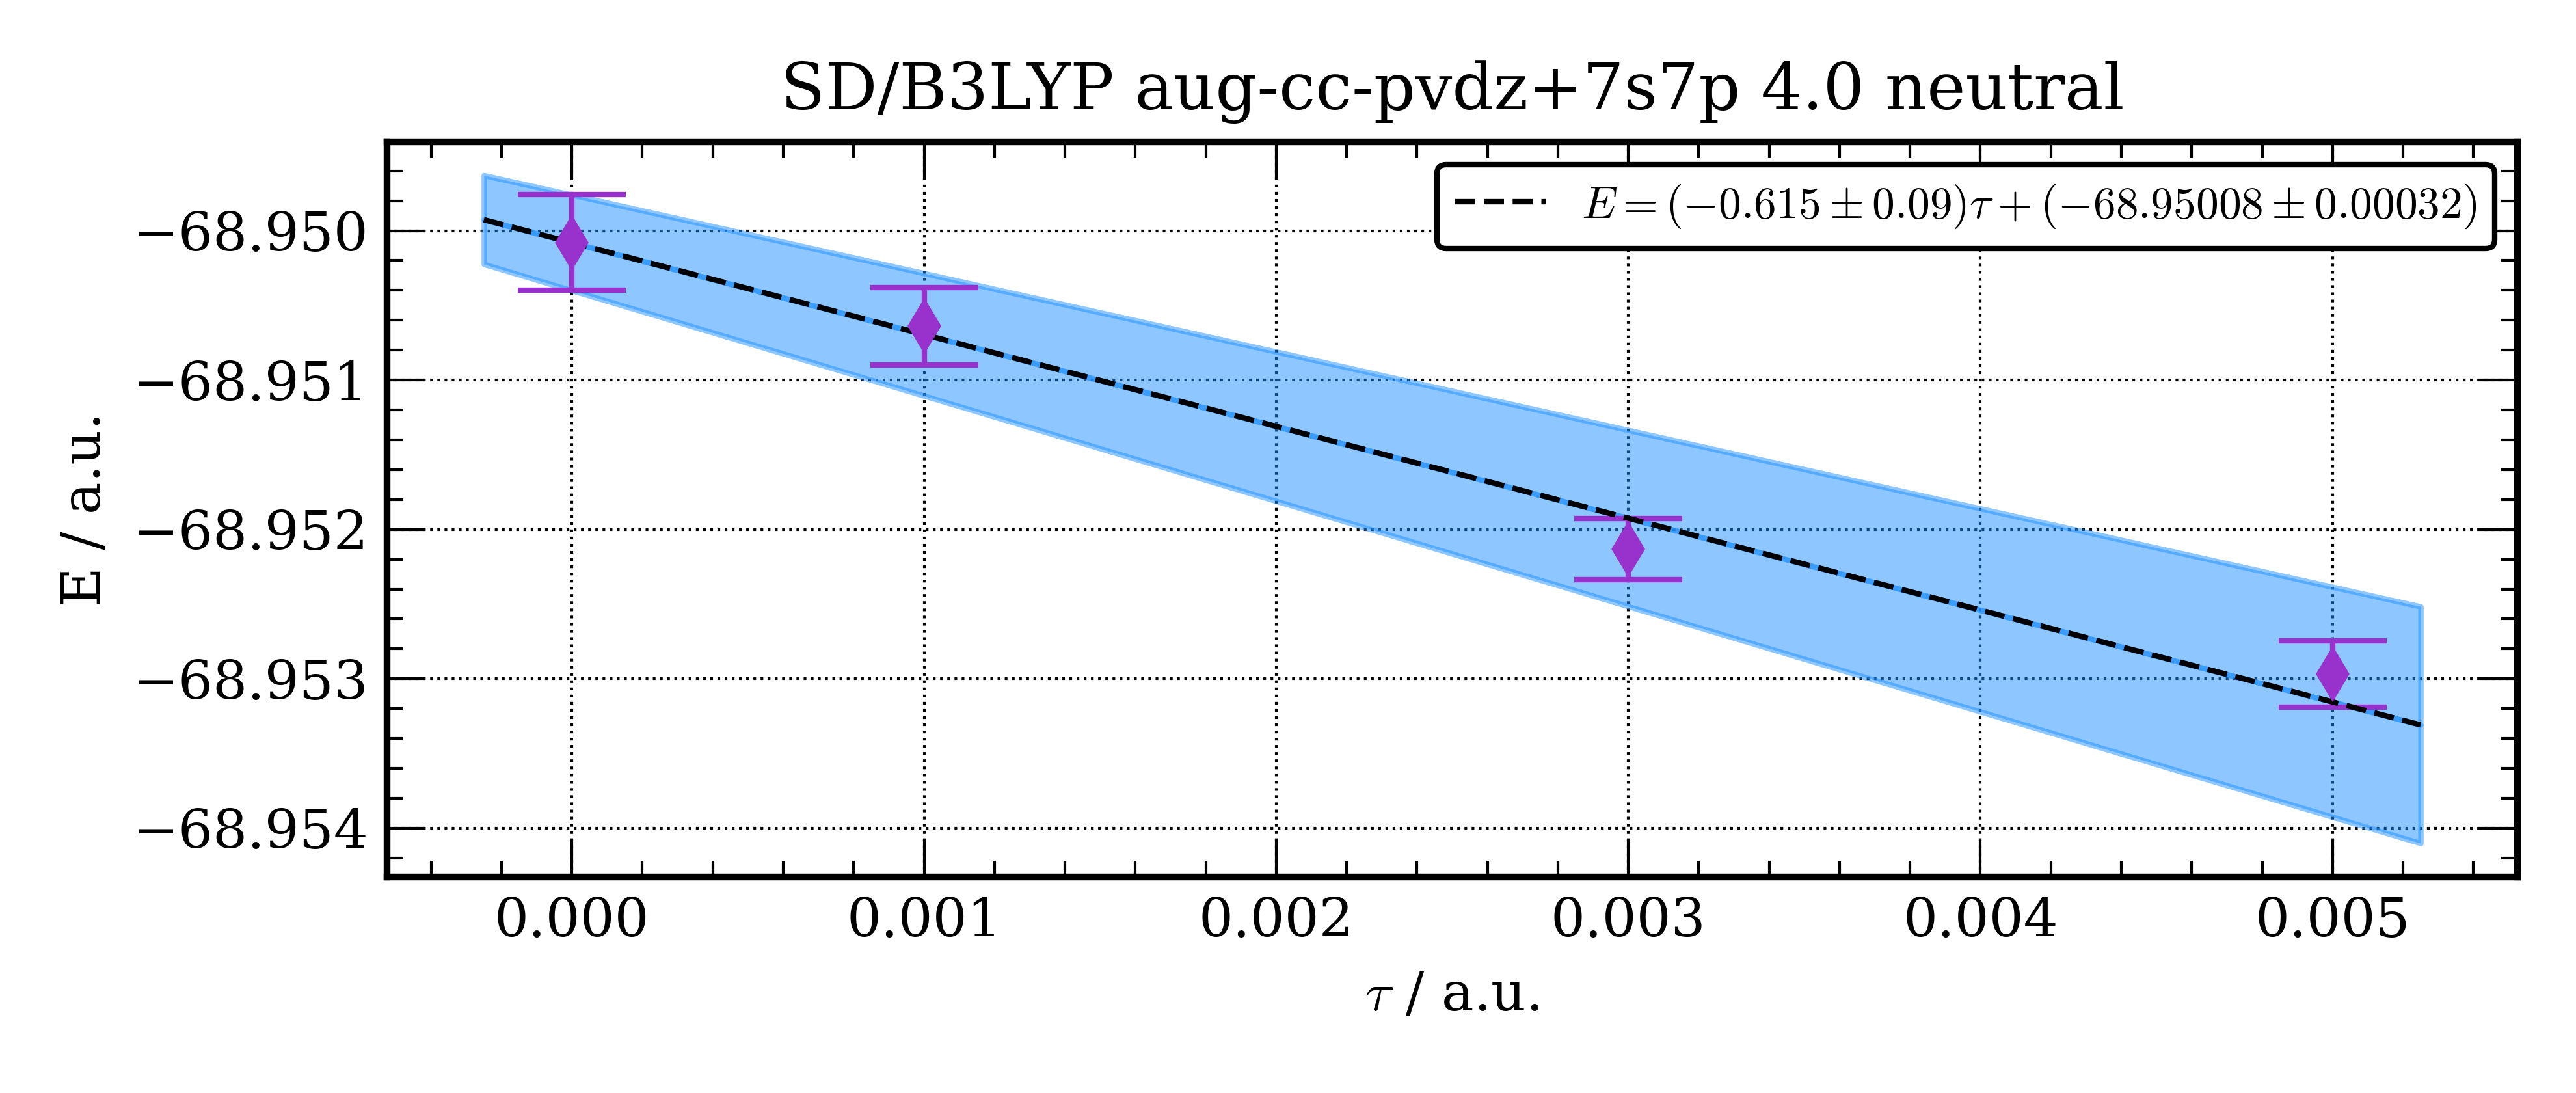 SD/B3LYP aug-cc-pvdz+7s7p 4.0 neutral
E = (−0.615 ± 0.09)τ + (−68.95008 ± 0.00032)
−68.950
−68.951
−68.952
−68.953
−68.954
E / a.u.
0.000 0.001 0.002 0.003 0.004 0.005
τ / a.u.